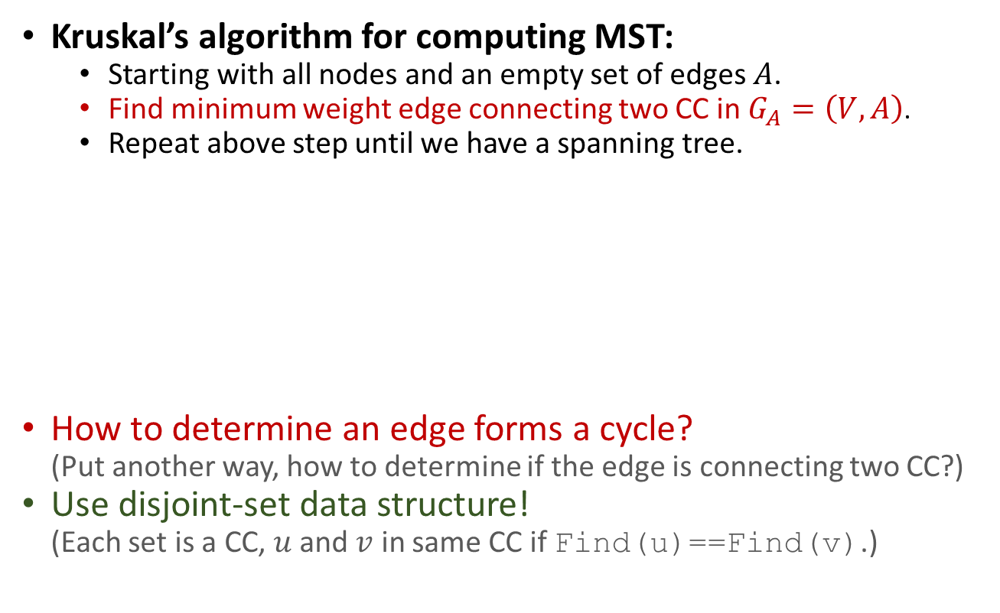 • Kruskal’s algorithm for computing MST:
• Starting with all nodes and an empty set of edges 𝐴.
• Find minimum weight edge connecting two CC in 𝐺_𝐴 = (𝑉, 𝐴).
• Repeat above step until we have a spanning tree.
• How to determine an edge forms a cycle?
(Put another way, how to determine if the edge is connecting two CC?)
• Use disjoint-set data structure!
(Each set is a CC, 𝑢 and 𝑣 in same CC if Find(u)==Find(v).)